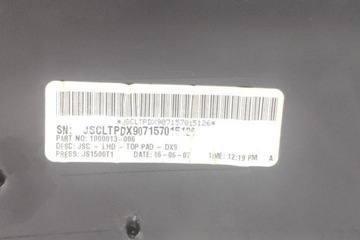 *JSCLTPDX907157015126*
SN: JSCLTPDX907157015126
PART NO: 1000013-006
DESC: JSC - LHD - TOP PAD - DX9
PRESS: JS1500T1 DATE: 06-06-07 TIME: 12:19 PM A